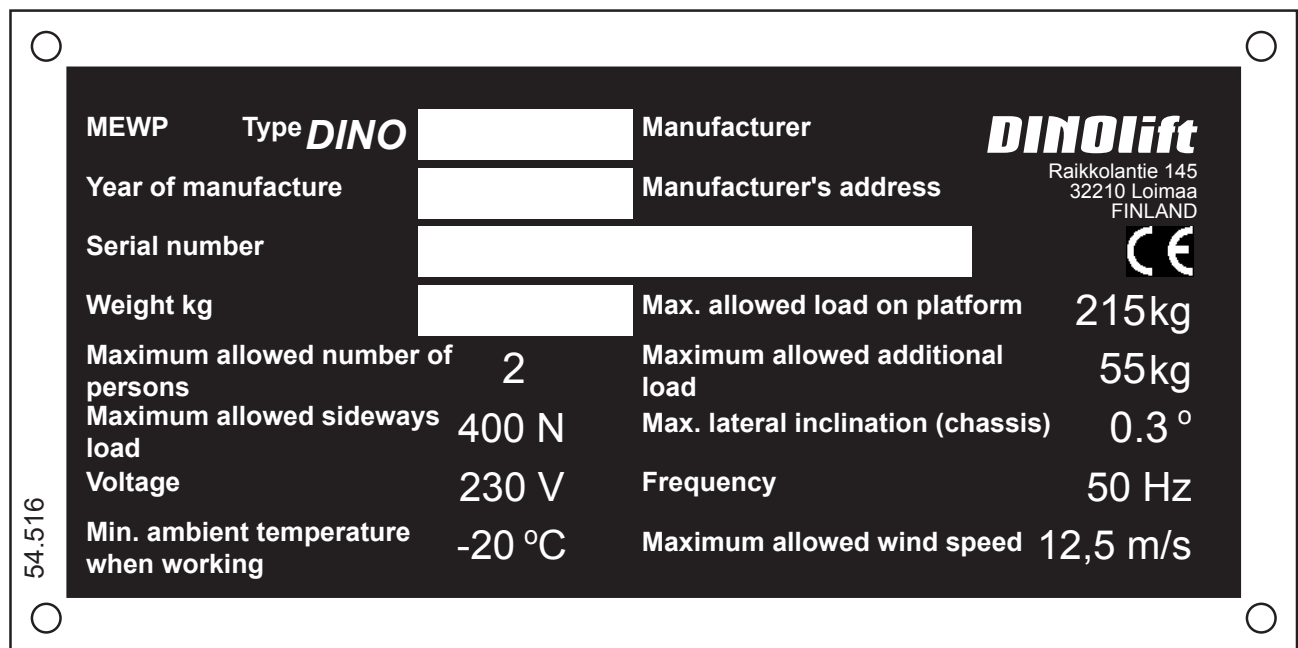 MEWP Type DINO Manufacturer DINOlift
Raikkolantie 145
Year of manufacture Manufacturer's address 32210 Loimaa
FINLAND
Serial number CE
Weight kg Max. allowed load on platform 215kg
Maximum allowed number of
persons 2
Maximum allowed additional
load 55kg
Maximum allowed sideways
load 400 N
Max. lateral inclination (chassis) 0.3 º
Voltage 230 V Frequency 50 Hz
Min. ambient temperature
when working -20 ºC
Maximum allowed wind speed 12,5 m/s
54.516